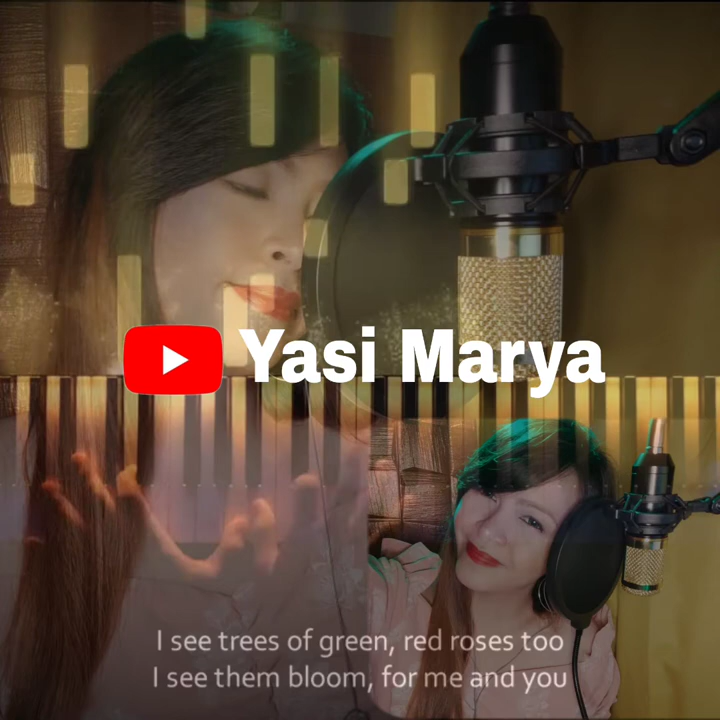 Yasi Marya
I see trees of green, red roses too
I see them bloom, for me and you